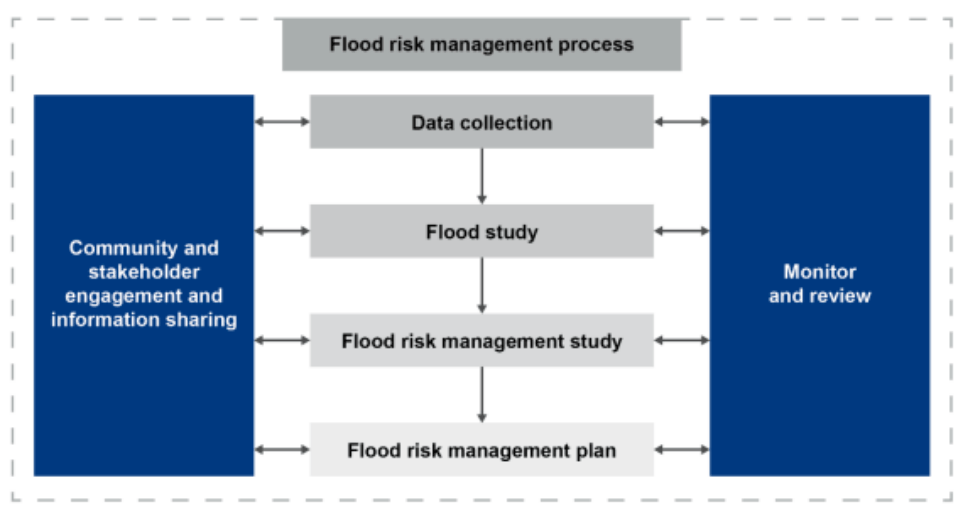 Flood risk management process
Data collection
Flood study
Community and
stakeholder
engagement and
information sharing
Monitor
and review
Flood risk management study
Flood risk management plan